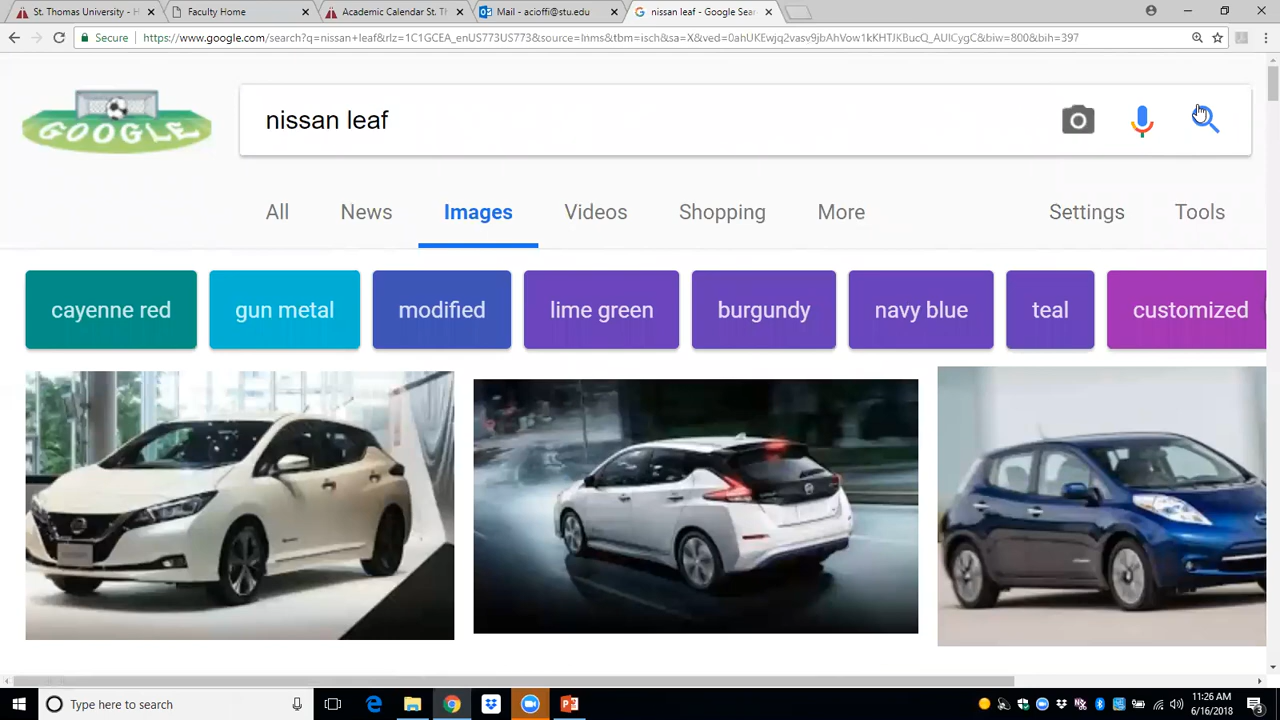 St. Thomas University - H
Faculty Home
Academic Calendar St. Th
Mail - acioffi@stu.edu
nissan leaf - Google Sear
Secure
https://www.google.com/search?q=nissan+leaf&rlz=1C1GCEA_enUS773US773&source=lnms&tbm=isch&sa=X&ved=0ahUKEwjq2vasv9jbAhVow1kKHTJKBucQ_AUICygC&biw=800&bih=397
GOOGLE
nissan leaf
All
News
Images
Videos
Shopping
More
Settings
Tools
cayenne red
gun metal
modified
lime green
burgundy
navy blue
teal
customized
Type here to search
11:26 AM
6/16/2018
3